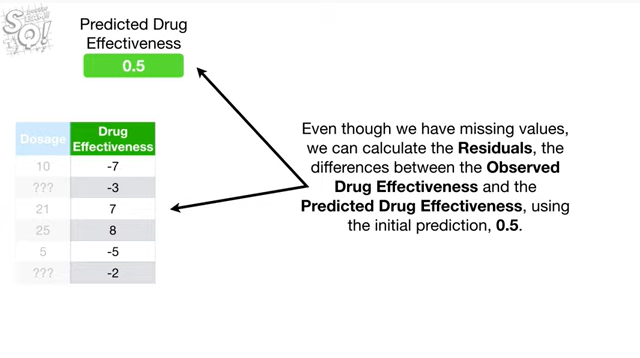 Predicted Drug
Effectiveness
0.5
Dosage Drug
Effectiveness
10 -7
??? -3
21 7
25 8
5 -5
??? -2
Even though we have missing values,
we can calculate the Residuals, the
differences between the Observed
Drug Effectiveness and the
Predicted Drug Effectiveness, using
the initial prediction, 0.5.